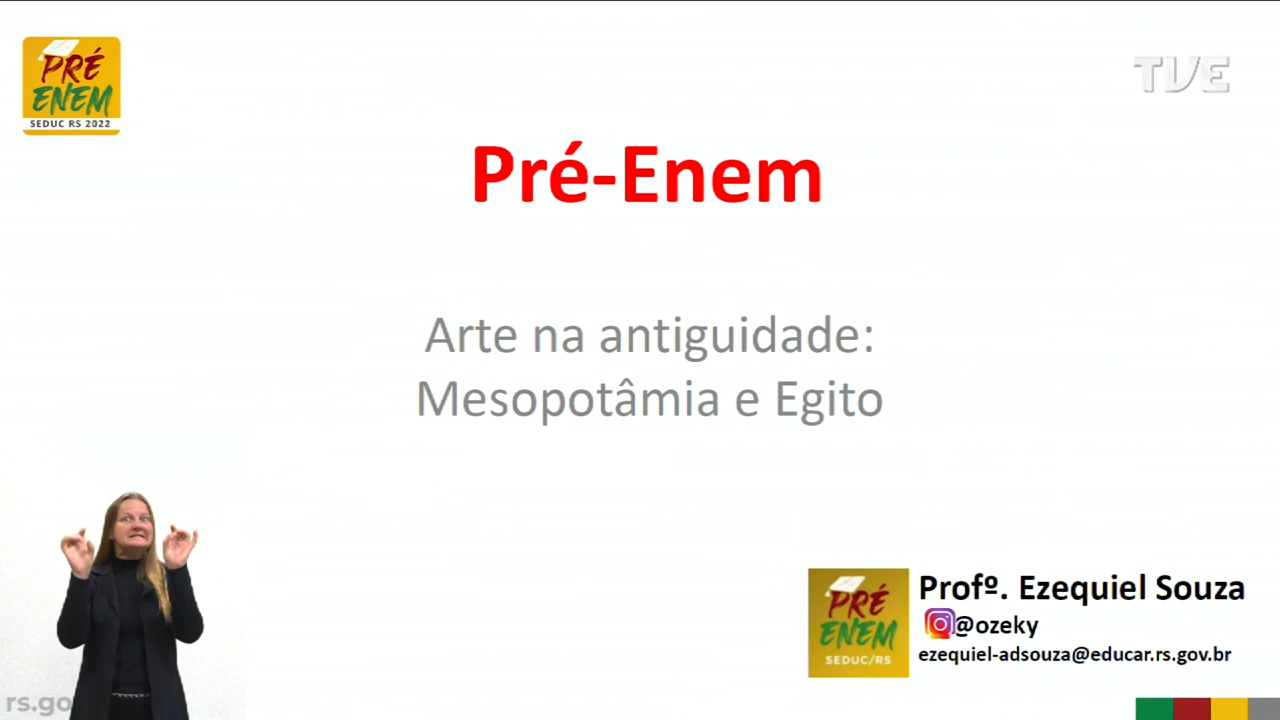 PRÉ
ENEM
SEDUC RS 2022
TVE
Pré-Enem
Arte na antiguidade:
Mesopotâmia e Egito
PRÉ
ENEM
SEDUC/RS
Profº. Ezequiel Souza
@ozeky
ezequiel-adsouza@educar.rs.gov.br
rs.go